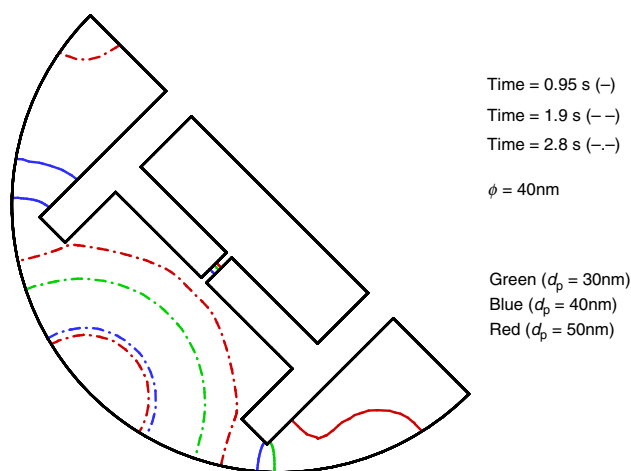 Time = 0.95 s (–)
Time = 1.9 s (– –)
Time = 2.8 s (–.–)
ϕ = 40nm
Green (dp = 30nm)
Blue (dp = 40nm)
Red (dp = 50nm)